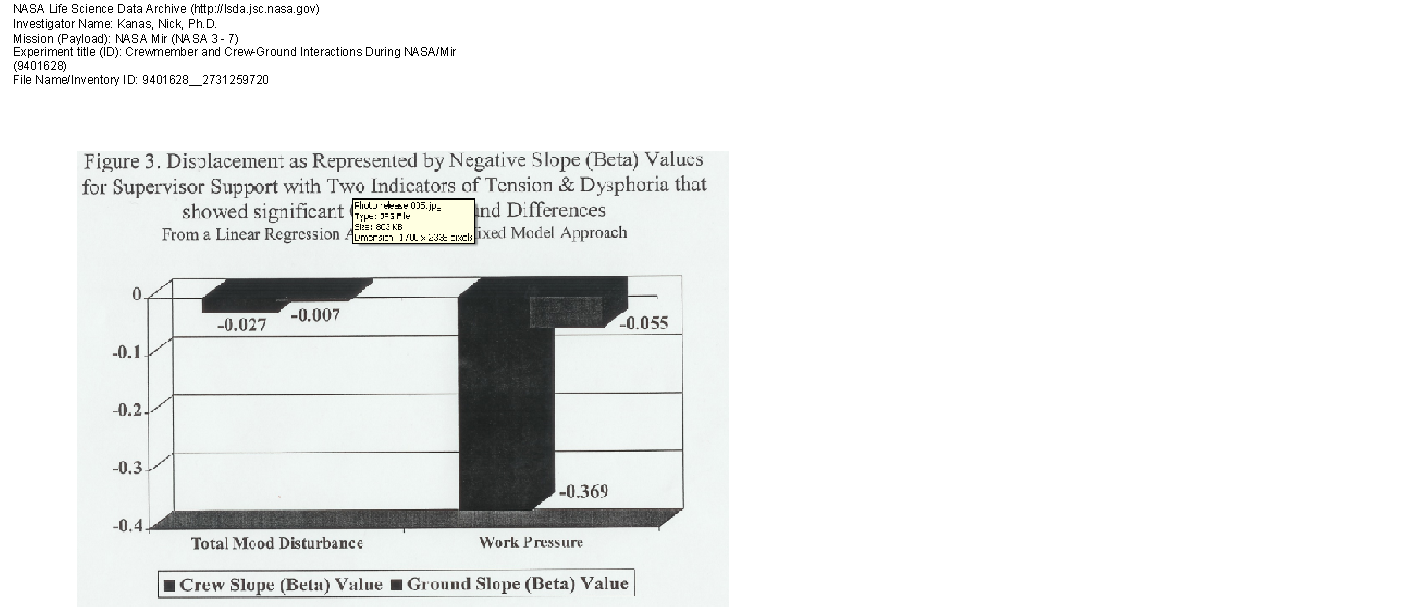 NASA Life Science Data Archive (http://lsda.jsc.nasa.gov)
Investigator Name: Kanas, Nick, Ph.D.
Mission (Payload): NASA Mir (NASA 3 - 7)
Experiment title (ID): Crewmember and Crew-Ground Interactions During NASA/Mir
(9401628)
File Name/Inventory ID: 9401628__2731259720
Figure 3. Displacement as Represented by Negative Slope (Beta) Values
for Supervisor Support with Two Indicators of Tension & Dysphoria that
showed significant nd Differences
From a Linear Regression ixed Model Approach
Type:
Size: 803 KB
0
-0.027
-0.007
-0.055
-0.1
-0.2
-0.3
-0.369
-0.4
Total Mood Disturbance
Work Pressure
Crew Slope (Beta) Value
Ground Slope (Beta) Value